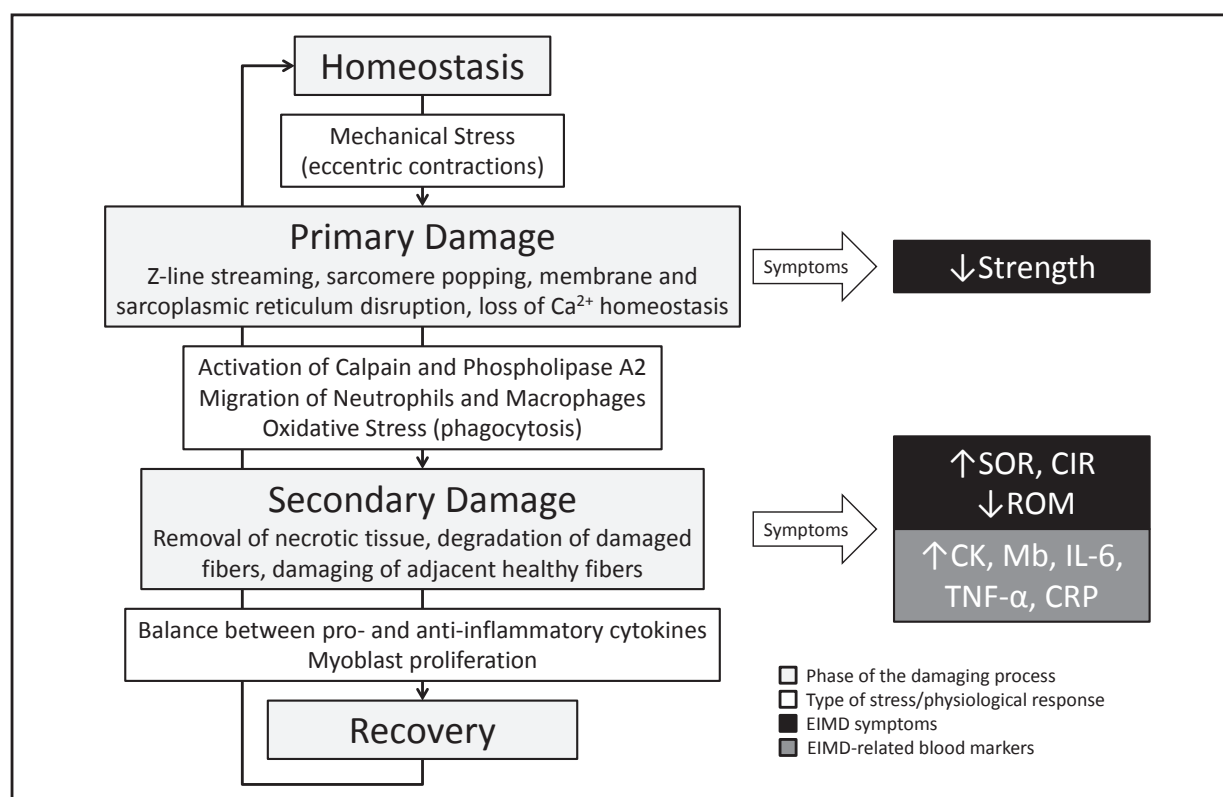 Homeostasis
Mechanical Stress
(eccentric contractions)
Primary Damage
Z-line streaming, sarcomere popping, membrane and
sarcoplasmic reticulum disruption, loss of Ca²⁺ homeostasis
Symptoms
↓Strength
Activation of Calpain and Phospholipase A2
Migration of Neutrophils and Macrophages
Oxidative Stress (phagocytosis)
Secondary Damage
Removal of necrotic tissue, degradation of damaged
fibers, damaging of adjacent healthy fibers
Symptoms
↑SOR, CIR
↓ROM
↑CK, Mb, IL-6,
TNF-α, CRP
Balance between pro- and anti-inflammatory cytokines
Myoblast proliferation
Recovery
Phase of the damaging process
Type of stress/physiological response
EIMD symptoms
EIMD-related blood markers